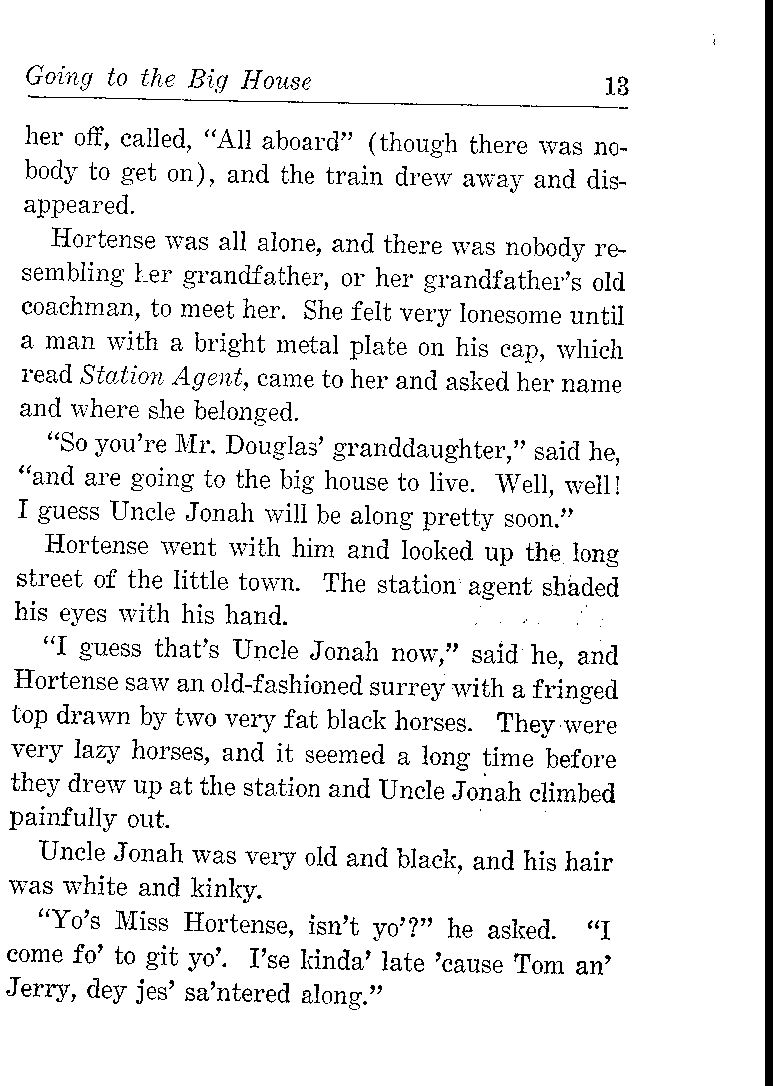 Going to the Big House 13
her off, called, “All aboard” (though there was no-
body to get on), and the train drew away and dis-
appeared.
Hortense was all alone, and there was nobody re-
sembling her grandfather, or her grandfather’s old
coachman, to meet her. She felt very lonesome until
a man with a bright metal plate on his cap, which
read Station Agent, came to her and asked her name
and where she belonged.
“So you’re Mr. Douglas’ granddaughter,” said he,
“and are going to the big house to live. Well, well!
I guess Uncle Jonah will be along pretty soon.”
Hortense went with him and looked up the long
street of the little town. The station agent shaded
his eyes with his hand.
“I guess that’s Uncle Jonah now,” said he, and
Hortense saw an old-fashioned surrey with a fringed
top drawn by two very fat black horses. They were
very lazy horses, and it seemed a long time before
they drew up at the station and Uncle Jonah climbed
painfully out.
Uncle Jonah was very old and black, and his hair
was white and kinky.
“Yo’s Miss Hortense, isn’t yo’?” he asked. “I
come fo’ to git yo’. I’se kinda’ late ’cause Tom an’
Jerry, dey jes’ sa’ntered along.”